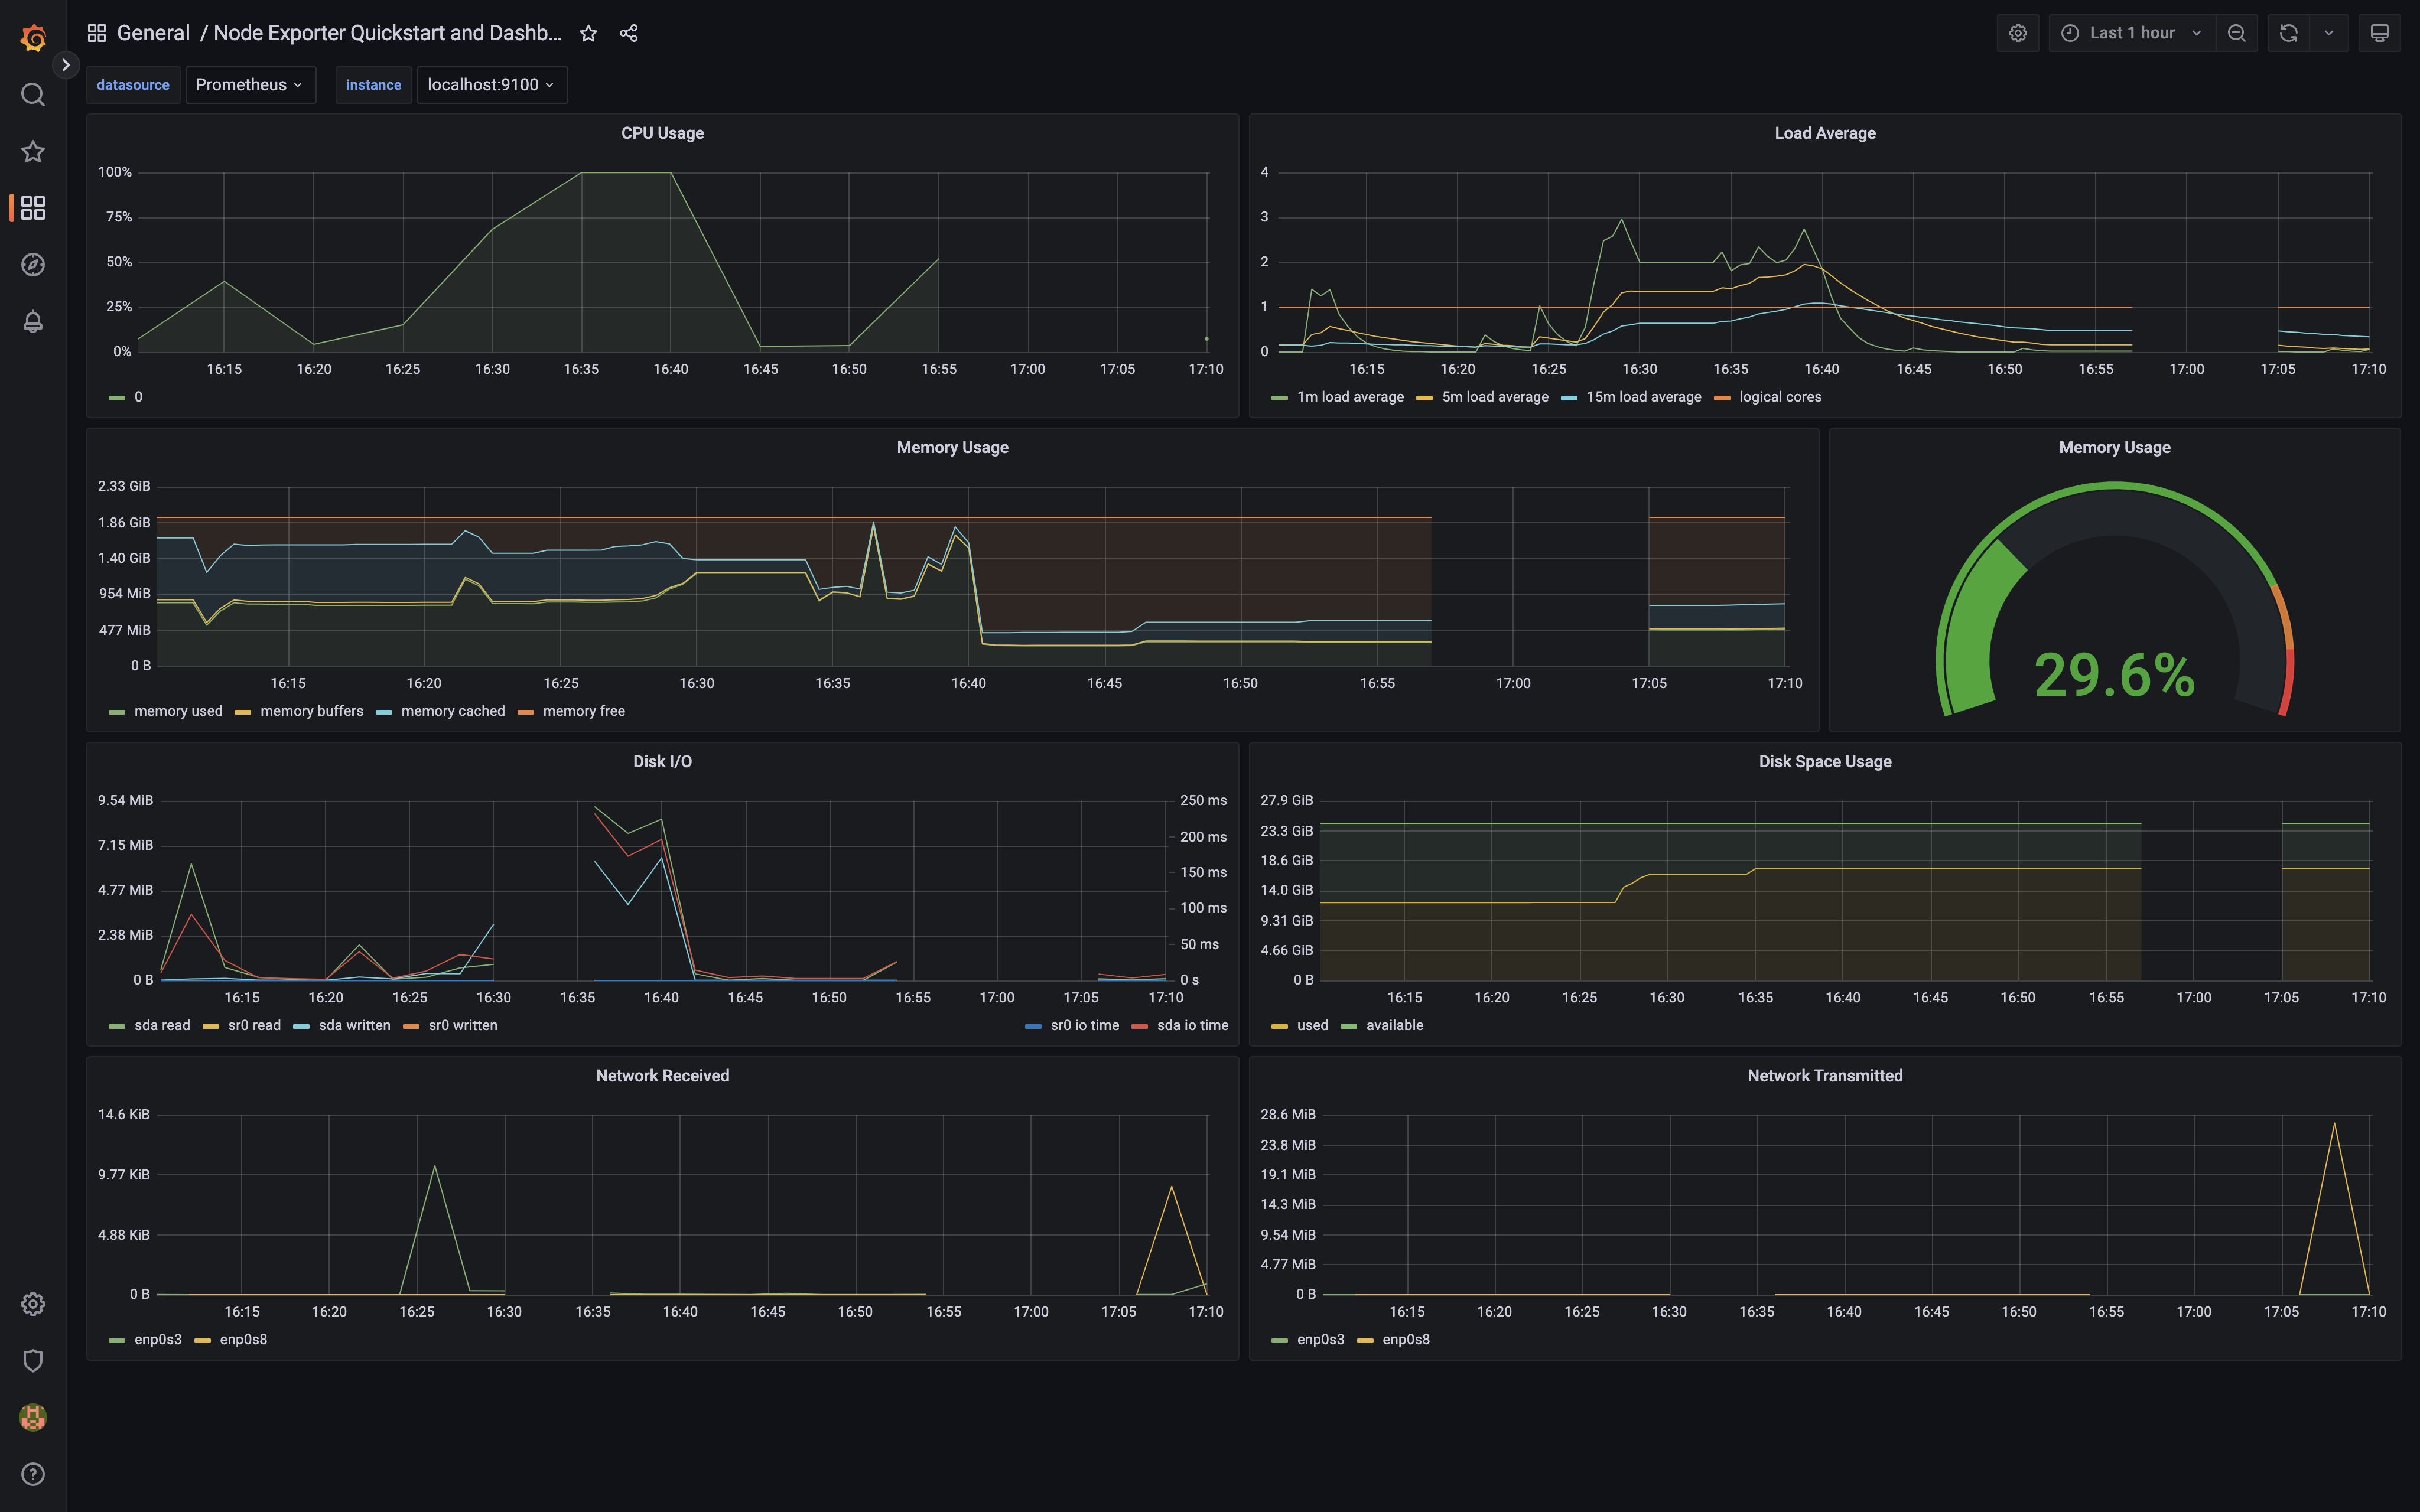 General / Node Exporter Quickstart and Dashb...
Last 1 hour
datasource Prometheus instance localhost:9100
CPU Usage
100%
75%
50%
25%
0%
16:15 16:20 16:25 16:30 16:35 16:40 16:45 16:50 16:55 17:00 17:05 17:10
0
Load Average
4
3
2
1
0
16:15 16:20 16:25 16:30 16:35 16:40 16:45 16:50 16:55 17:00 17:05 17:10
1m load average 5m load average 15m load average logical cores
Memory Usage
2.33 GiB
1.86 GiB
1.40 GiB
954 MiB
477 MiB
0 B
16:15 16:20 16:25 16:30 16:35 16:40 16:45 16:50 16:55 17:00 17:05 17:10
memory used memory buffers memory cached memory free
Memory Usage
29.6%
Disk I/O
9.54 MiB
7.15 MiB
4.77 MiB
2.38 MiB
0 B
250 ms
200 ms
150 ms
100 ms
50 ms
0 s
16:15 16:20 16:25 16:30 16:35 16:40 16:45 16:50 16:55 17:00 17:05 17:10
sda read sr0 read sda written sr0 written sr0 io time sda io time
Disk Space Usage
27.9 GiB
23.3 GiB
18.6 GiB
14.0 GiB
9.31 GiB
4.66 GiB
0 B
16:15 16:20 16:25 16:30 16:35 16:40 16:45 16:50 16:55 17:00 17:05 17:10
used available
Network Received
14.6 KiB
9.77 KiB
4.88 KiB
0 B
16:15 16:20 16:25 16:30 16:35 16:40 16:45 16:50 16:55 17:00 17:05 17:10
enp0s3 enp0s8
Network Transmitted
28.6 MiB
23.8 MiB
19.1 MiB
14.3 MiB
9.54 MiB
4.77 MiB
0 B
16:15 16:20 16:25 16:30 16:35 16:40 16:45 16:50 16:55 17:00 17:05 17:10
enp0s3 enp0s8